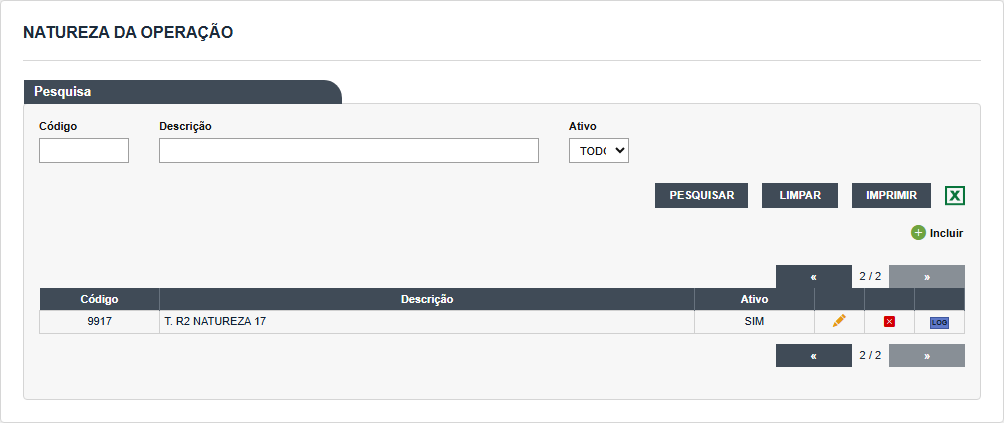 NATUREZA DA OPERAÇÃO
Pesquisa
Código Descrição Ativo
TODO
PESQUISAR LIMPAR IMPRIMIR X
+ Incluir
« 2 / 2 »
Código Descrição Ativo
9917 T. R2 NATUREZA 17 SIM LOG
« 2 / 2 »